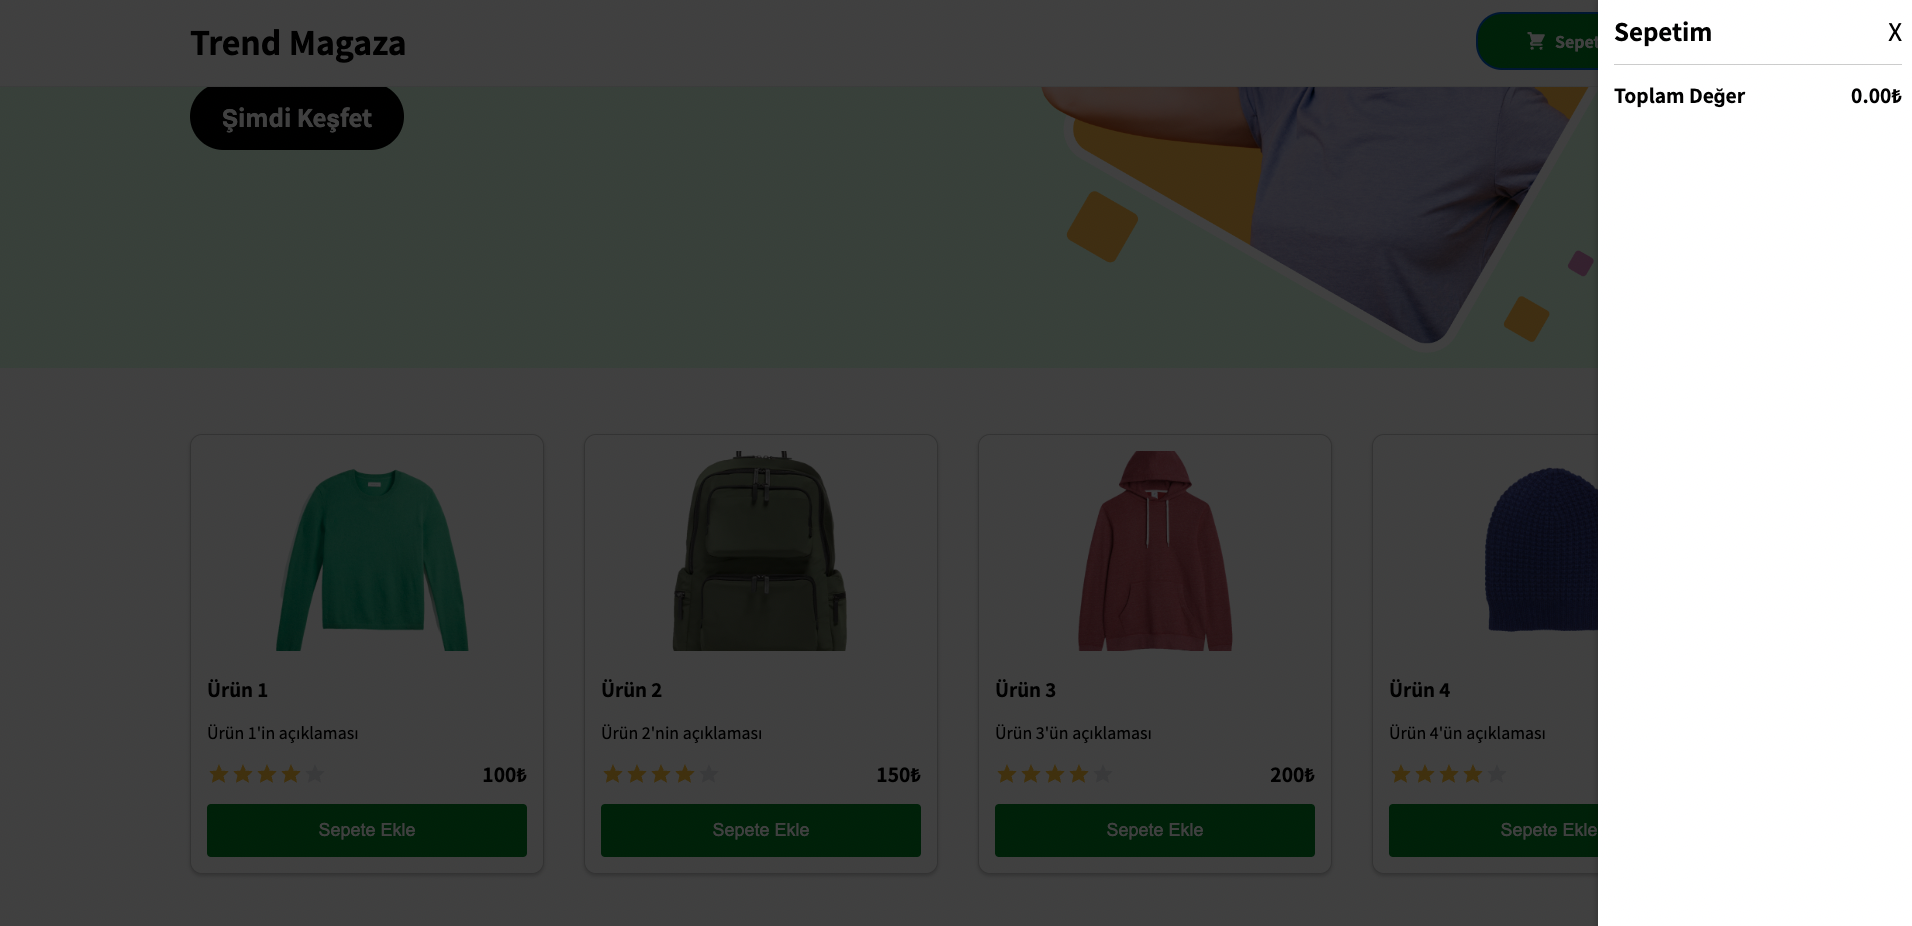 Trend Magaza
Sepet
Şimdi Keşfet
Sepetim
X
Toplam Değer 0.00₺
Ürün 1
Ürün 1'in açıklaması
100₺
Sepete Ekle
Ürün 2
Ürün 2'nin açıklaması
150₺
Sepete Ekle
Ürün 3
Ürün 3'ün açıklaması
200₺
Sepete Ekle
Ürün 4
Ürün 4'ün açıklaması
Sepete Ekle